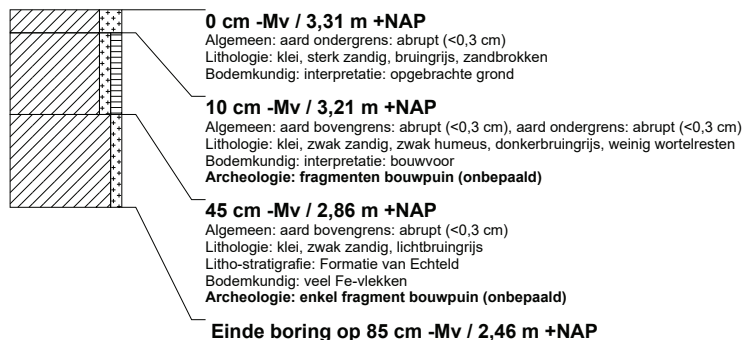 0 cm -Mv / 3,31 m +NAP
Algemeen: aard ondergrens: abrupt (<0,3 cm)
Lithologie: klei, sterk zandig, bruingrijs, zandbrokken
Bodemkundig: interpretatie: opgebrachte grond
10 cm -Mv / 3,21 m +NAP
Algemeen: aard bovengrens: abrupt (<0,3 cm), aard ondergrens: abrupt (<0,3 cm)
Lithologie: klei, zwak zandig, zwak humeus, donkerbruingrijs, weinig wortelresten
Bodemkundig: interpretatie: bouwvoor
Archeologie: fragmenten bouwpuin (onbepaald)
45 cm -Mv / 2,86 m +NAP
Algemeen: aard bovengrens: abrupt (<0,3 cm)
Lithologie: klei, zwak zandig, lichtbruingrijs
Litho-stratigrafie: Formatie van Echteld
Bodemkundig: veel Fe-vlekken
Archeologie: enkel fragment bouwpuin (onbepaald)
Einde boring op 85 cm -Mv / 2,46 m +NAP